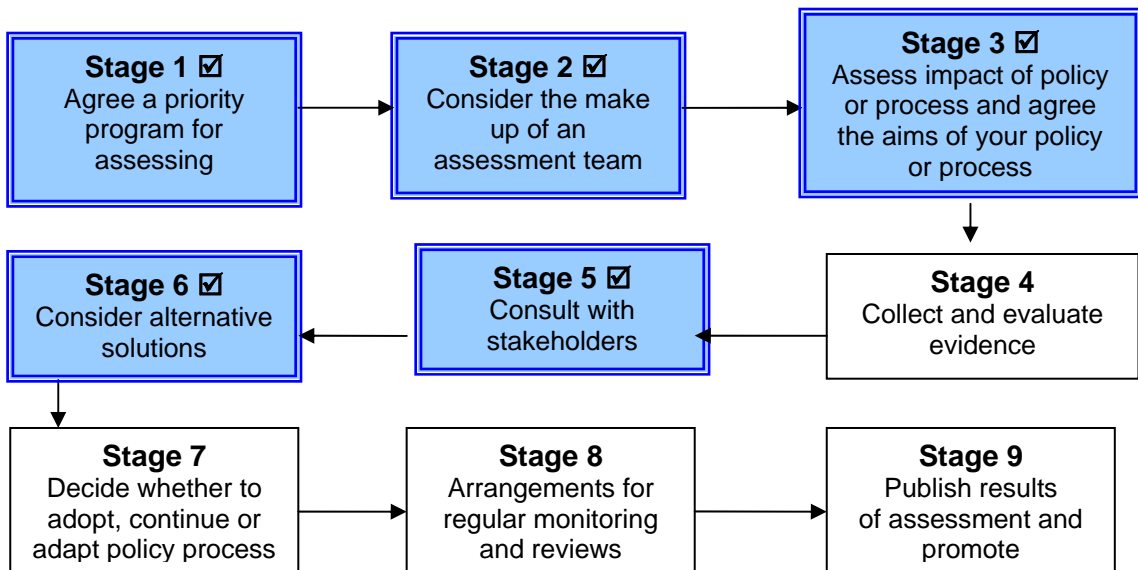 Stage 1 ☑
Agree a priority
program for
assessing
Stage 2 ☑
Consider the make
up of an
assessment team
Stage 3 ☑
Assess impact of policy
or process and agree
the aims of your policy
or process
Stage 4
Collect and evaluate
evidence
Stage 5 ☑
Consult with
stakeholders
Stage 6 ☑
Consider alternative
solutions
Stage 7
Decide whether to
adopt, continue or
adapt policy process
Stage 8
Arrangements for
regular monitoring
and reviews
Stage 9
Publish results
of assessment and
promote